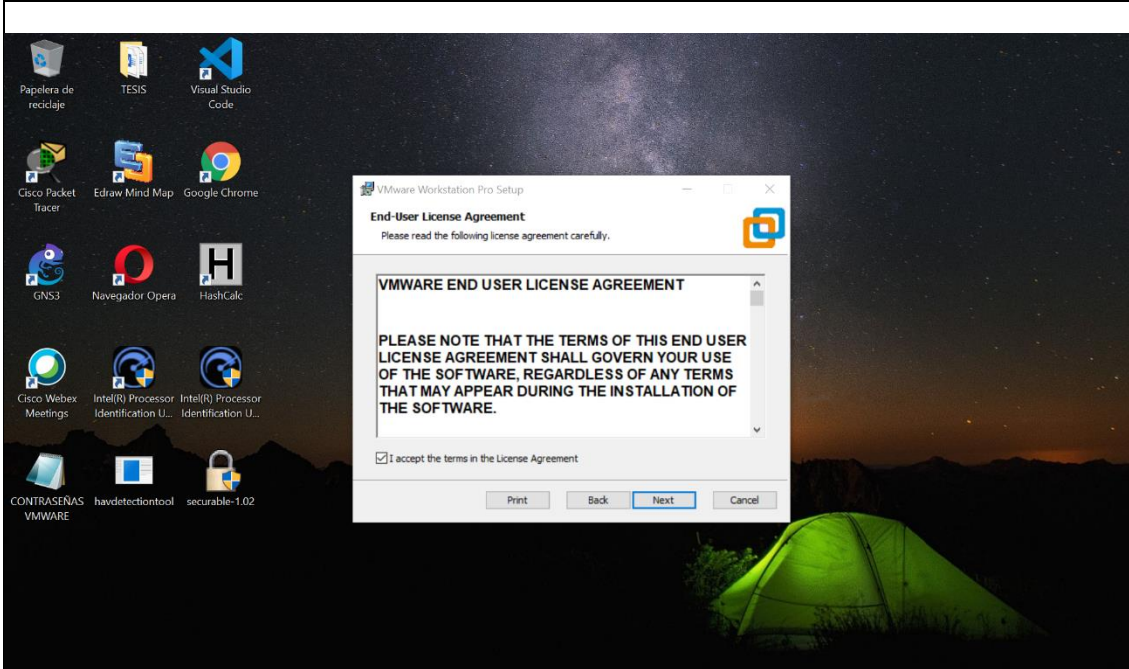 Papelera de
reciclaje
TESIS
Visual Studio
Code
Cisco Packet
Tracer
Edraw Mind Map
Google Chrome
GNS3
Navegador Opera
H
HashCalc
Cisco Webex
Meetings
Intel(R) Processor
Identification U...
Intel(R) Processor
Identification U...
CONTRASEÑAS
VMWARE
havdetectiontool
securable-1.02
VMware Workstation Pro Setup
End-User License Agreement
Please read the following license agreement carefully.
VMWARE END USER LICENSE AGREEMENT
PLEASE NOTE THAT THE TERMS OF THIS END USER
LICENSE AGREEMENT SHALL GOVERN YOUR USE
OF THE SOFTWARE, REGARDLESS OF ANY TERMS
THAT MAY APPEAR DURING THE INSTALLATION OF
THE SOFTWARE.
I accept the terms in the License Agreement
Print
Back
Next
Cancel